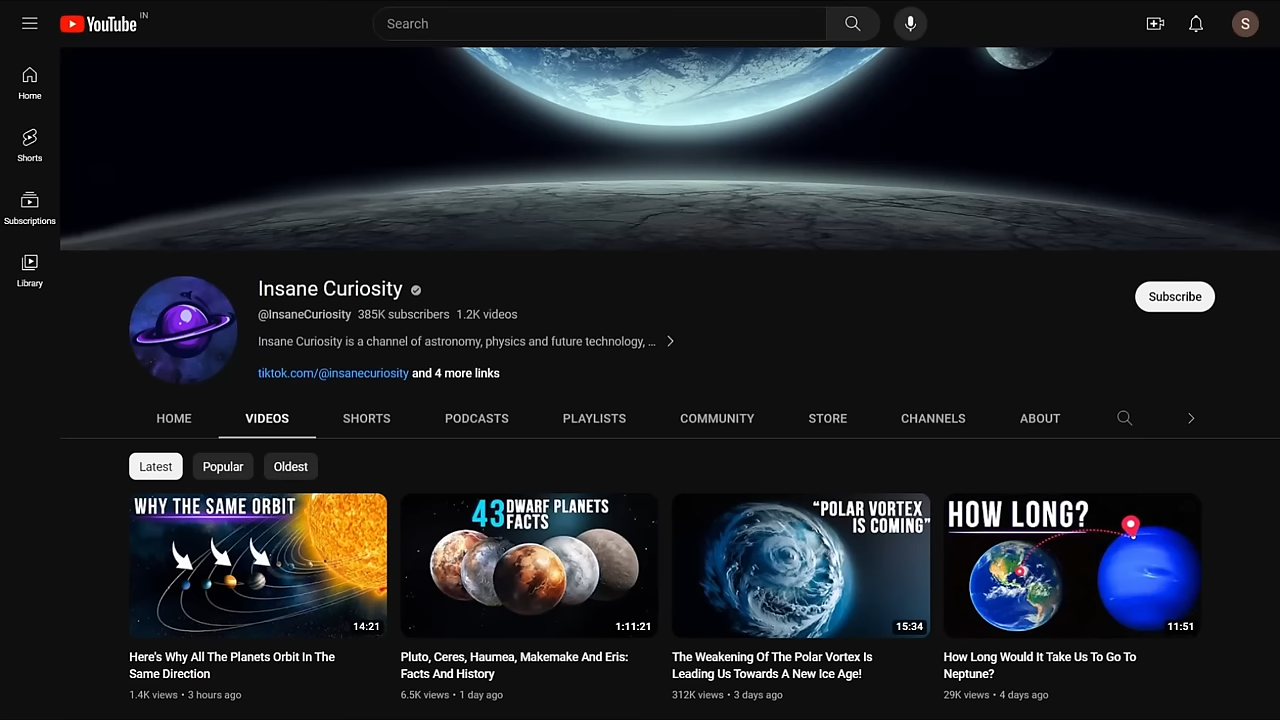 YouTube IN
Search
S
Home
Shorts
Subscriptions
Library
Insane Curiosity
@InsaneCuriosity 385K subscribers 1.2K videos
Insane Curiosity is a channel of astronomy, physics and future technology, ...
tiktok.com/@insanecuriosity and 4 more links
Subscribe
HOME VIDEOS SHORTS PODCASTS PLAYLISTS COMMUNITY STORE CHANNELS ABOUT
Latest Popular Oldest
WHY THE SAME ORBIT
14:21
Here's Why All The Planets Orbit In The
Same Direction
1.4K views • 3 hours ago
43 DWARF PLANETS
FACTS
1:11:21
Pluto, Ceres, Haumea, Makemake And Eris:
Facts And History
6.5K views • 1 day ago
“POLAR VORTEX
IS COMING”
15:34
The Weakening Of The Polar Vortex Is
Leading Us Towards A New Ice Age!
312K views • 3 days ago
HOW LONG?
11:51
How Long Would It Take Us To Go To
Neptune?
29K views • 4 days ago